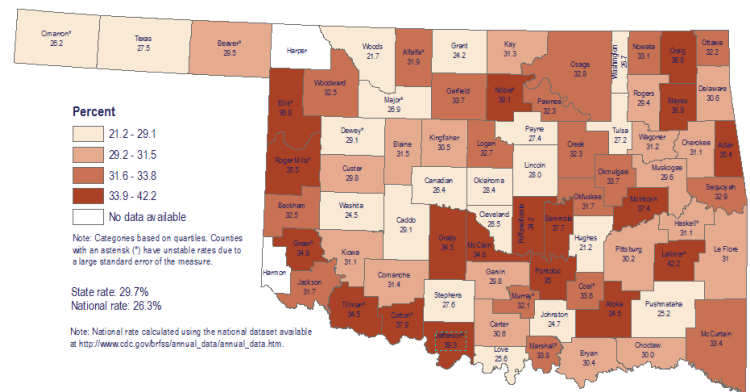 Cimarron*
26.2
Texas
27.5
Beaver*
29.5
Harper
Woods
21.7
Alfalfa*
31.9
Grant
24.2
Kay
31.3
Osage
32.8
Washington
Nowata
33.1
Craig
36.8
Ottawa
32.2
Ellis*
36.8
Woodward
32.5
Major*
26.9
Garfield
33.7
Noble*
39.1
Pawnee
32.3
Rogers
29.4
Mayes
35.9
Delaware
30.6
Percent
21.2 - 29.1
29.2 - 31.5
31.6 - 33.8
33.9 - 42.2
No data available
Note: Categories based on quartiles. Counties
with an asterisk (*) have unstable rates due to
a large standard error of the measure.
State rate: 29.7%
National rate: 26.3%
Note: National rate calculated using the national dataset available
at http://www.cdc.gov/brfss/annual_data/annual_data.htm.
Dewey*
29.1
Blaine
31.5
Kingfisher
30.5
Logan
32.7
Payne
27.4
Creek
32.3
Tulsa
27.2
Wagoner
31.2
Cherokee
31.1
Adair
35.4
Roger Mills*
35.5
Custer
29.8
Canadian
26.4
Oklahoma
28.4
Lincoln
28.0
Okmulgee
33.7
Muskogee
29.6
Sequoyah
32.9
Beckham
32.5
Washita
24.5
Caddo
29.1
Cleveland
26.5
Pottawatomie
34.2
Seminole
37.7
Okfuskee
31.7
McIntosh
37.4
Haskell*
31.1
Greer*
34.9
Kiowa
31.1
Grady
34.5
McClain
34.8
Hughes
21.2
Pittsburg
30.2
Latimer*
42.2
Le Flore
31
Harmon
Jackson
31.7
Comanche
31.4
Garvin
29.8
Pontotoc
35
Coal*
33.6
Tillman*
34.5
Cotton*
37.9
Stephens
27.6
Murray*
32.1
Johnston
24.7
Atoka
34.5
Pushmataha
25.2
McCurtain
33.4
Jefferson*
39.3
Carter
30.6
Love
25.6
Marshall*
33.8
Bryan
30.4
Choctaw
30.0